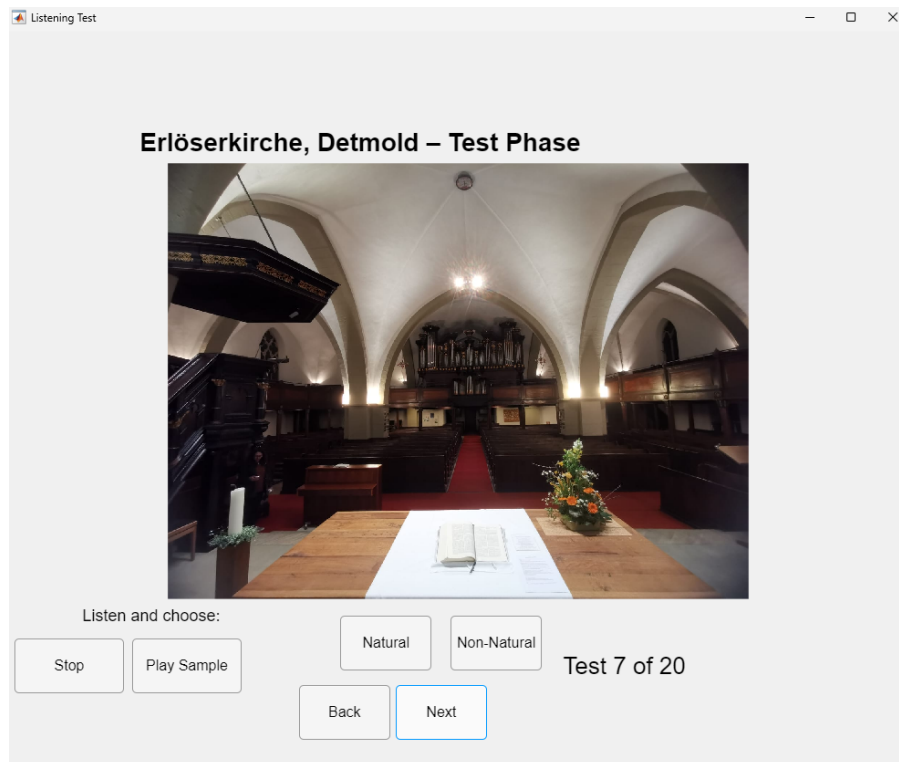 Listening Test
Erlöserkirche, Detmold – Test Phase
Listen and choose:
Stop
Play Sample
Natural
Non-Natural
Test 7 of 20
Back
Next